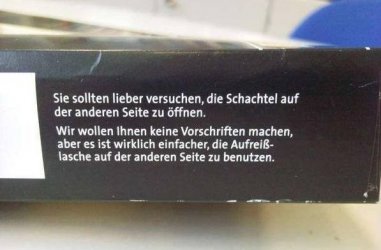 Sie sollten lieber versuchen, die Schachtel auf
der anderen Seite zu öffnen.
Wir wollen Ihnen keine Vorschriften machen,
aber es ist wirklich einfacher, die Aufreiß-
lasche auf der anderen Seite zu benutzen.